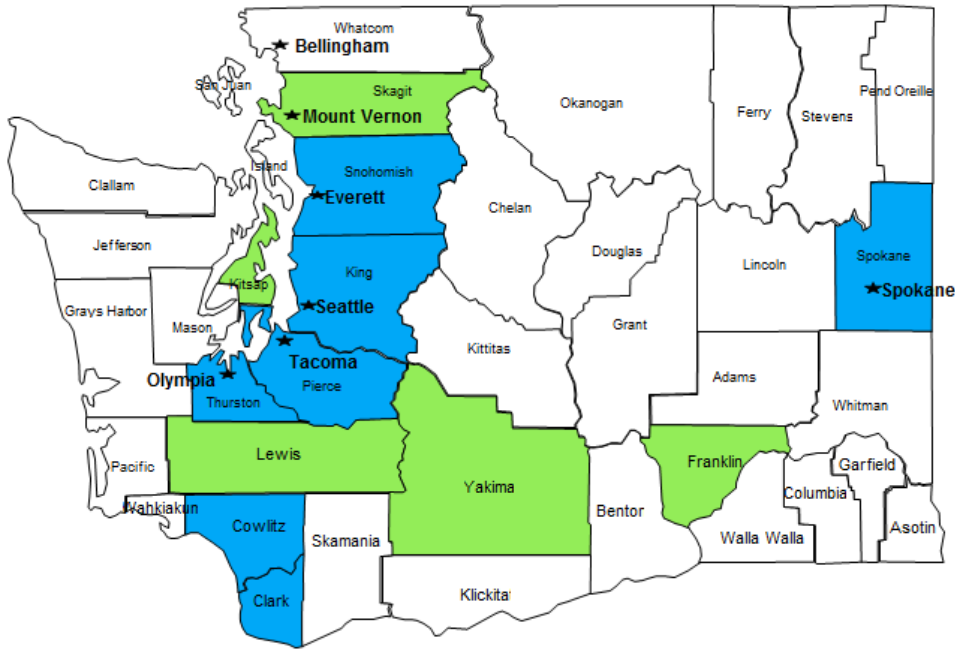 Whatcom
Bellingham
San Juan
Skagit
Mount Vernon
Okanogan
Ferry
Stevens
Pend Oreille
Island
Snohomish
Everett
Clallam
Chelan
Jefferson
Douglas
Lincoln
Spokane
Spokane
King
Kitsap
Seattle
Grays Harbor
Mason
Grant
Kittitas
Tacoma
Olympia
Pierce
Thurston
Adams
Whitman
Pacific
Lewis
Yakima
Franklin
Garfield
Columbia
Wahkiakun
Cowlitz
Skamania
Bentor
Walla Walla
Asotin
Clark
Klickitat